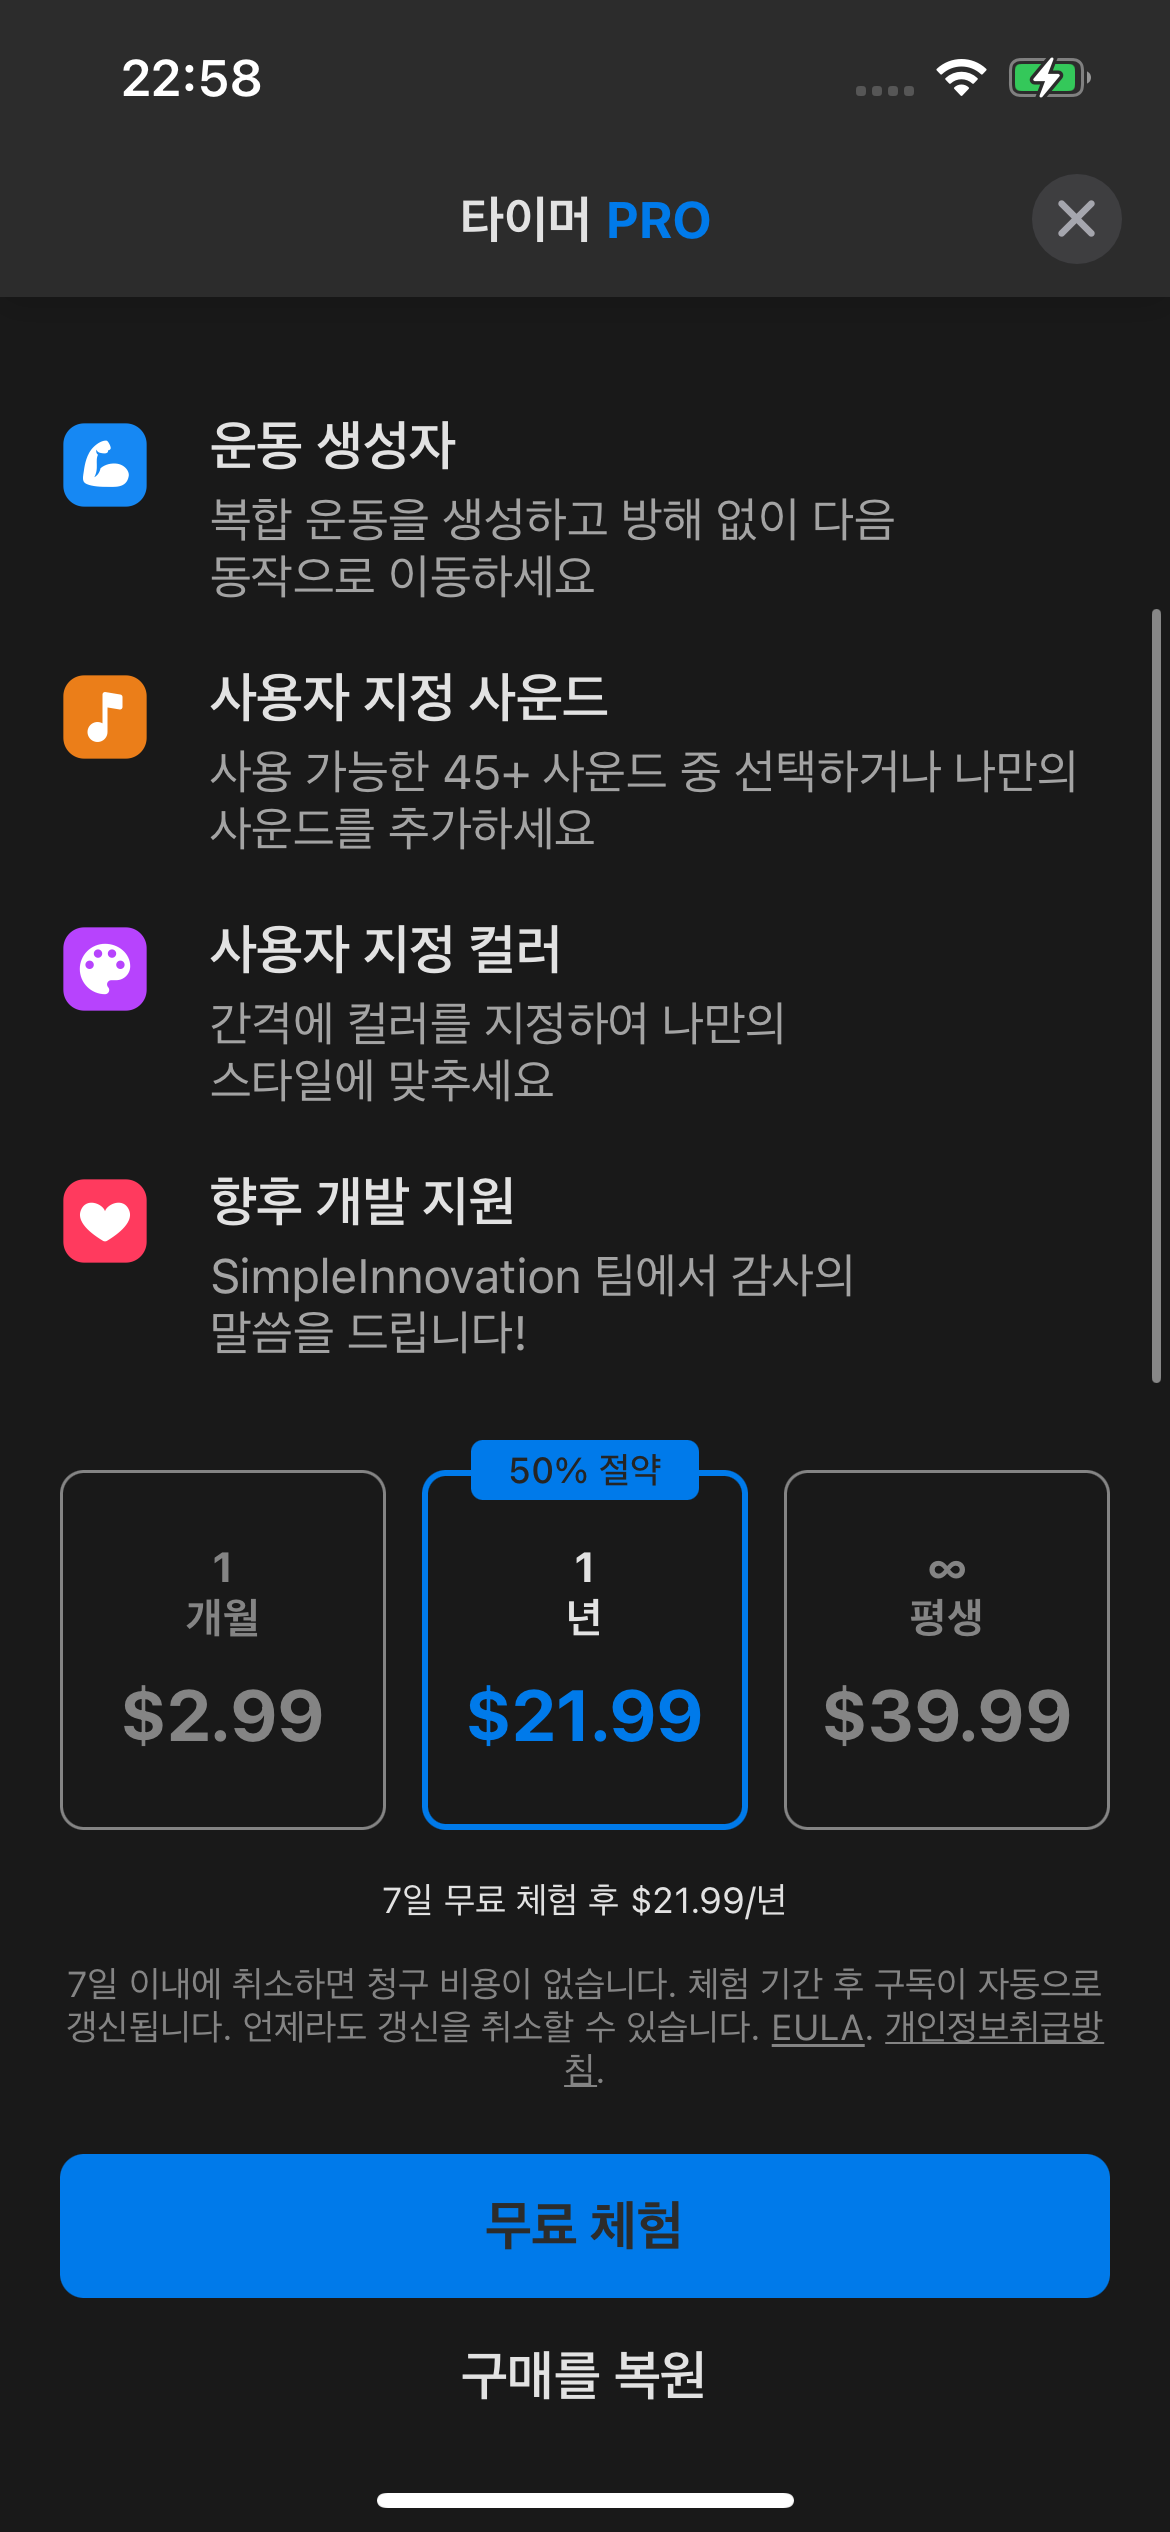 22:58
타이머 PRO
운동 생성자
복합 운동을 생성하고 방해 없이 다음
동작으로 이동하세요
사용자 지정 사운드
사용 가능한 45+ 사운드 중 선택하거나 나만의
사운드를 추가하세요
사용자 지정 컬러
간격에 컬러를 지정하여 나만의
스타일에 맞추세요
향후 개발 지원
SimpleInnovation 팀에서 감사의
말씀을 드립니다!
1
개월
$2.99
50% 절약
1
년
$21.99
∞
평생
$39.99
7일 무료 체험 후 $21.99/년
7일 이내에 취소하면 청구 비용이 없습니다. 체험 기간 후 구독이 자동으로
갱신됩니다. 언제라도 갱신을 취소할 수 있습니다. EULA. 개인정보취급방
침.
무료 체험
구매를 복원